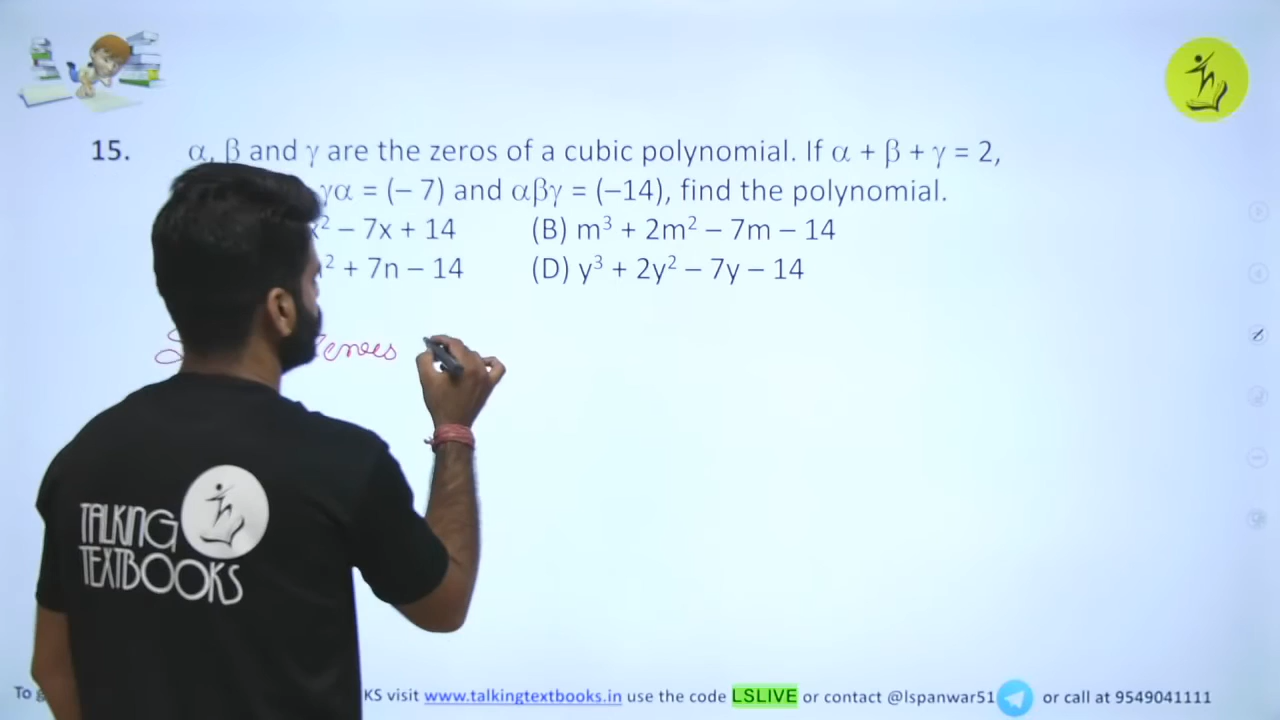 15. α, β and γ are the zeros of a cubic polynomial. If α + β + γ = 2,
γα = (– 7) and αβγ = (–14), find the polynomial.
x² – 7x + 14 (B) m³ + 2m² – 7m – 14
² + 7n – 14 (D) y³ + 2y² – 7y – 14
TALKING
TEXTBOOKS
To KS visit www.talkingtextbooks.in use the code LSLIVE or contact @lspanwar51 or call at 9549041111